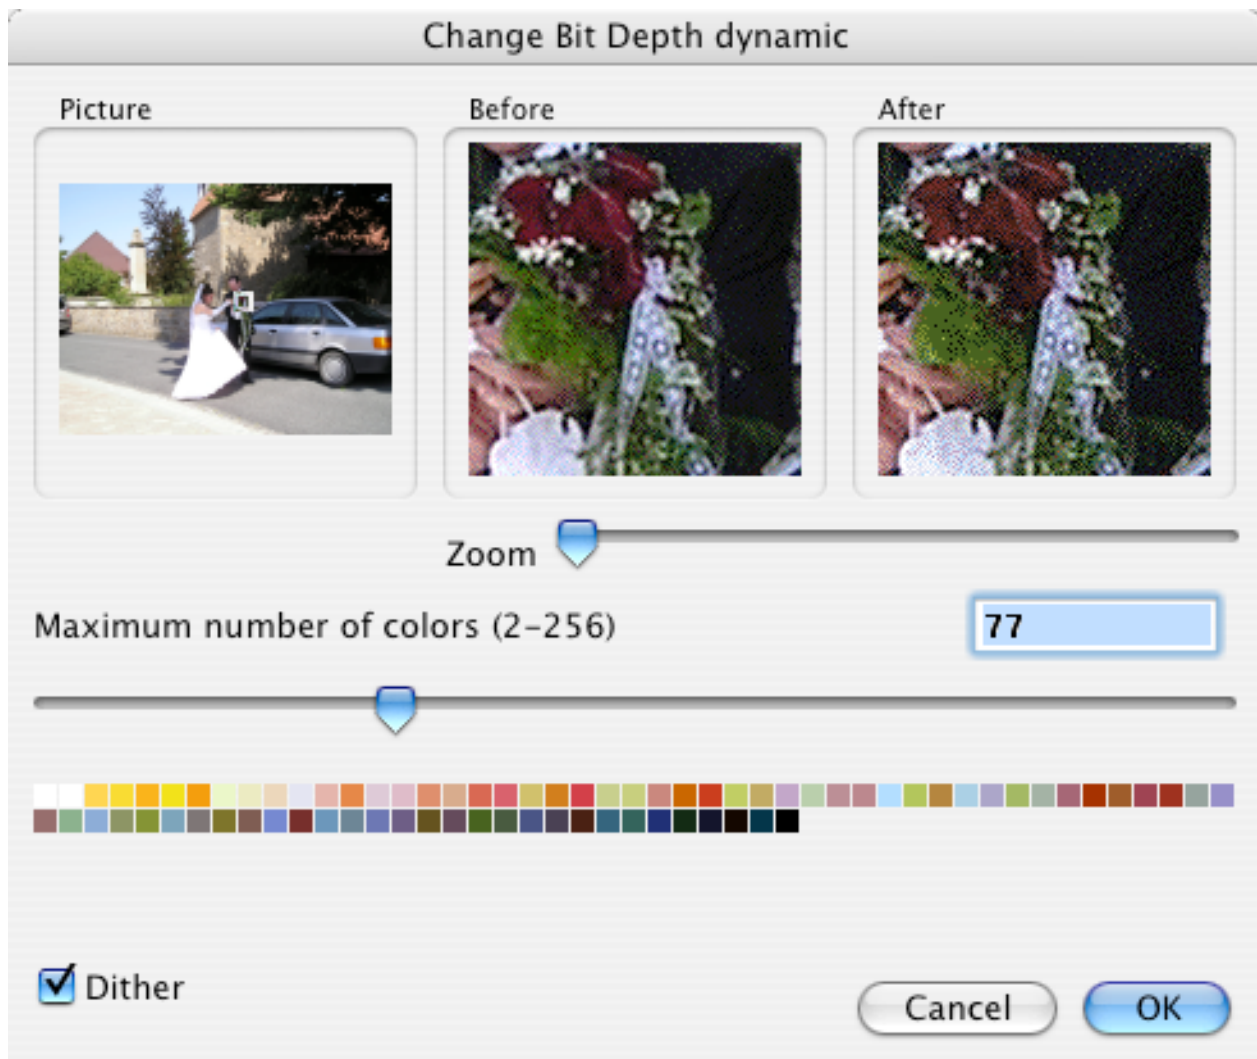 Change Bit Depth dynamic
Picture
Before
After
Zoom
Maximum number of colors (2-256)
77
Dither
Cancel
OK